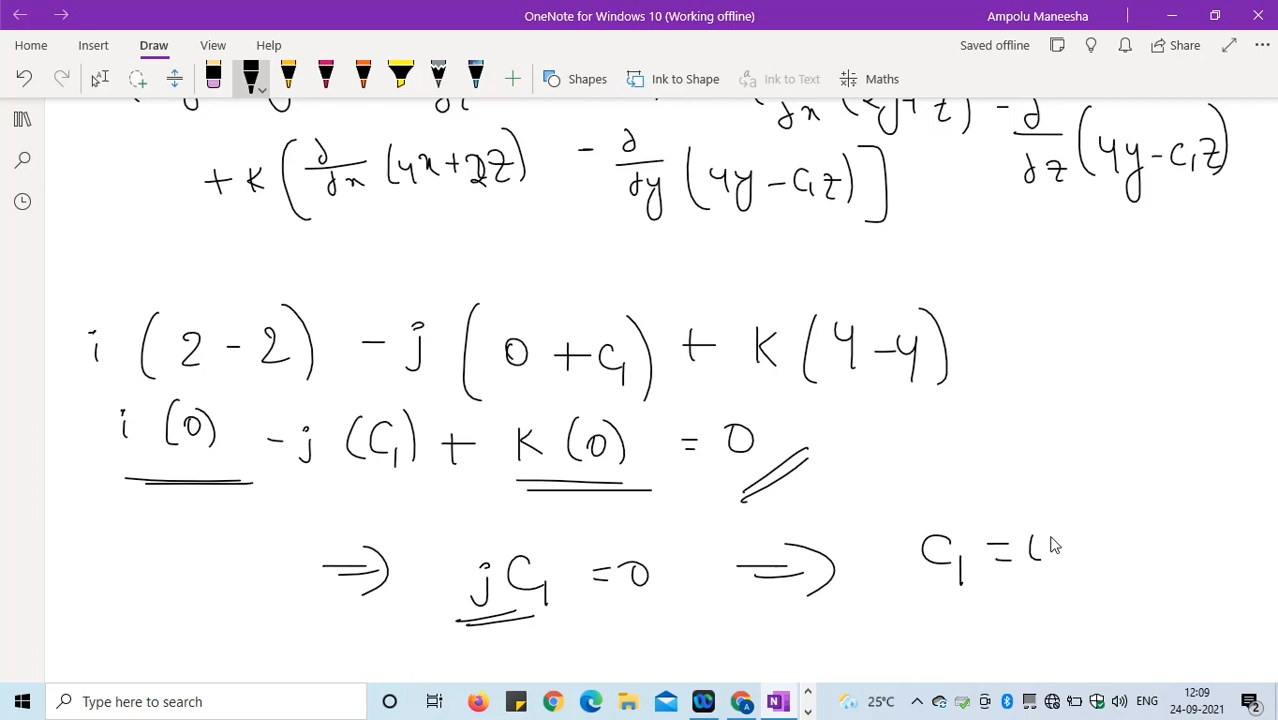 OneNote for Windows 10 (Working offline)
Ampolu Maneesha
Home Insert Draw View Help
Saved offline
Share
Shapes
Ink to Shape
Ink to Text
Maths
∂x - ∂/∂z (4y - C₁z)
+ K ( ∂/∂x (4x + 2z) - ∂/∂y (4y - C₁z) ]
i (2 - 2) - j (0 + C₁) + K (4 - 4)
i (0) - j (C₁) + K (0) = 0
⇒ jC₁ = 0 ⇒ C₁ =
Type here to search
25°C
ENG
12:09
24-09-2021
2